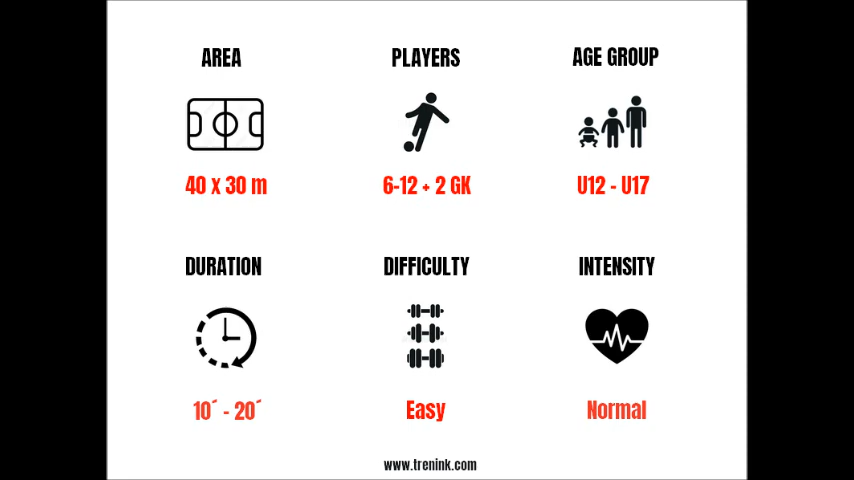 AREA
PLAYERS
AGE GROUP
40 x 30 m
6-12 + 2 GK
U12 - U17
DURATION
DIFFICULTY
INTENSITY
10´ - 20´
Easy
Normal
www.trenink.com